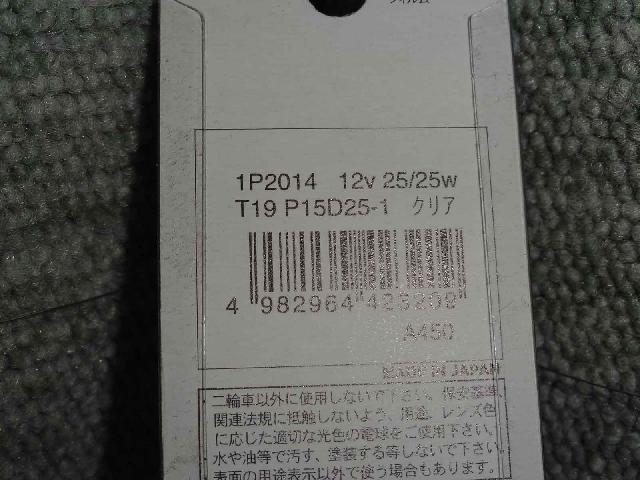 フィルム
1P2014 12v 25/25w
T19 P15D25-1 クリア
4 982964 423208
A450
MADE IN JAPAN
二輪車以外に使用しないで下さい。保安基準
関連法規に抵触しないよう、用途、レンズ色
に応じた適切な光色の電球をご使用下さい。
水や油等で汚す、塗装する等しないで下さい
表面の用途表示以外で使う場合もあります。